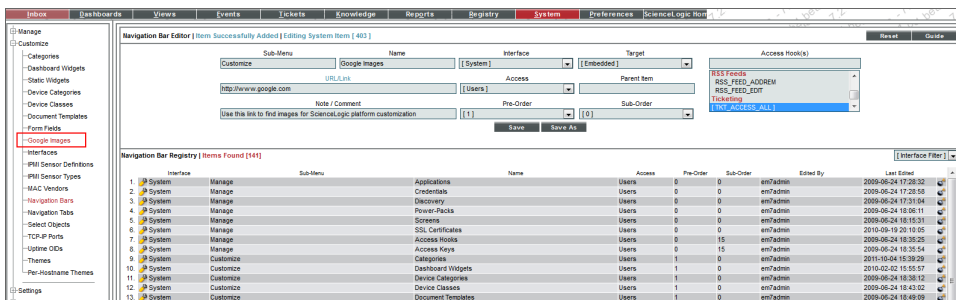 Inbox Dashboards Views Events Tickets Knowledge Reports Registry System Preferences ScienceLogic Hom
Manage
Customize
Categories
Dashboard Widgets
Static Widgets
Device Categories
Device Classes
Document Templates
Form Fields
Google Images
Interfaces
IPMI Sensor Definitions
IPMI Sensor Types
MAC Vendors
Navigation Bars
Navigation Tabs
Select Objects
TCP-IP Ports
Uptime OIDs
Themes
Per-Hostname Themes
Settings
Navigation Bar Editor | Item Successfully Added | Editing System Item [ 403 ] Reset Guide
Sub-Menu Name Interface Target Access Hook(s)
Customize Google Images [ System ] [ Embedded ]
URL/Link Access Parent Item
http://www.google.com [ Users ]
Note / Comment Pre-Order Sub-Order
Use this link to find images for ScienceLogic platform customization [ 1 ] [ 0 ]
RSS Feeds
RSS_FEED_ADDREM
RSS_FEED_EDIT
Ticketing
[ TKT_ACCESS_ALL ]
Save Save As
Navigation Bar Registry | Items Found [141] [ Interface Filter ]
Interface Sub-Menu Name Access Pre-Order Sub-Order Edited By Last Edited
1. System Manage Applications Users 0 0 em7admin 2009-06-24 17:28:32
2. System Manage Credentials Users 0 0 em7admin 2009-06-24 17:28:58
3. System Manage Discovery Users 0 0 em7admin 2009-06-24 17:31:04
4. System Manage Power-Packs Users 0 0 em7admin 2009-06-24 18:06:11
5. System Manage Screens Users 0 0 em7admin 2009-06-24 18:15:31
6. System Manage SSL Certificates Users 0 0 em7admin 2010-09-19 20:10:05
7. System Manage Access Hooks Users 0 15 em7admin 2009-06-24 18:35:25
8. System Manage Access Keys Users 0 15 em7admin 2009-06-24 18:35:54
9. System Customize Categories Users 1 0 em7admin 2011-10-04 15:39:29
10. System Customize Dashboard Widgets Users 1 0 em7admin 2010-02-02 15:55:57
11. System Customize Device Categories Users 1 0 em7admin 2009-06-24 18:38:12
12. System Customize Device Classes Users 1 0 em7admin 2009-06-24 18:43:02
13. System Customize Document Templates Users 1 0 em7admin 2009-06-24 18:49:09